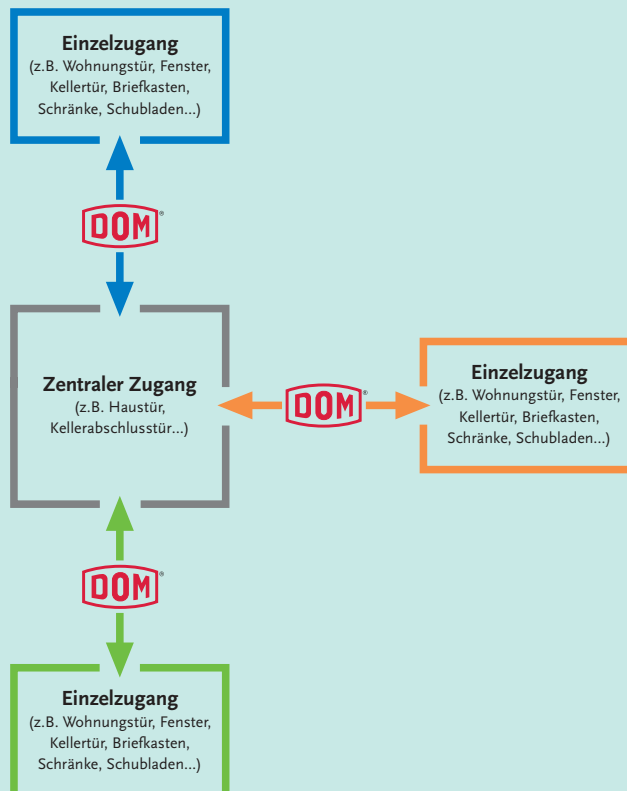 Einzelzugang
(z.B. Wohnungstür, Fenster,
Kellertür, Briefkasten,
Schränke, Schubladen...)
DOM®
Zentraler Zugang
(z.B. Haustür,
Kellerabschlusstür...)
DOM®
Einzelzugang
(z.B. Wohnungstür, Fenster,
Kellertür, Briefkasten,
Schränke, Schubladen...)
DOM®
Einzelzugang
(z.B. Wohnungstür, Fenster,
Kellertür, Briefkasten,
Schränke, Schubladen...)